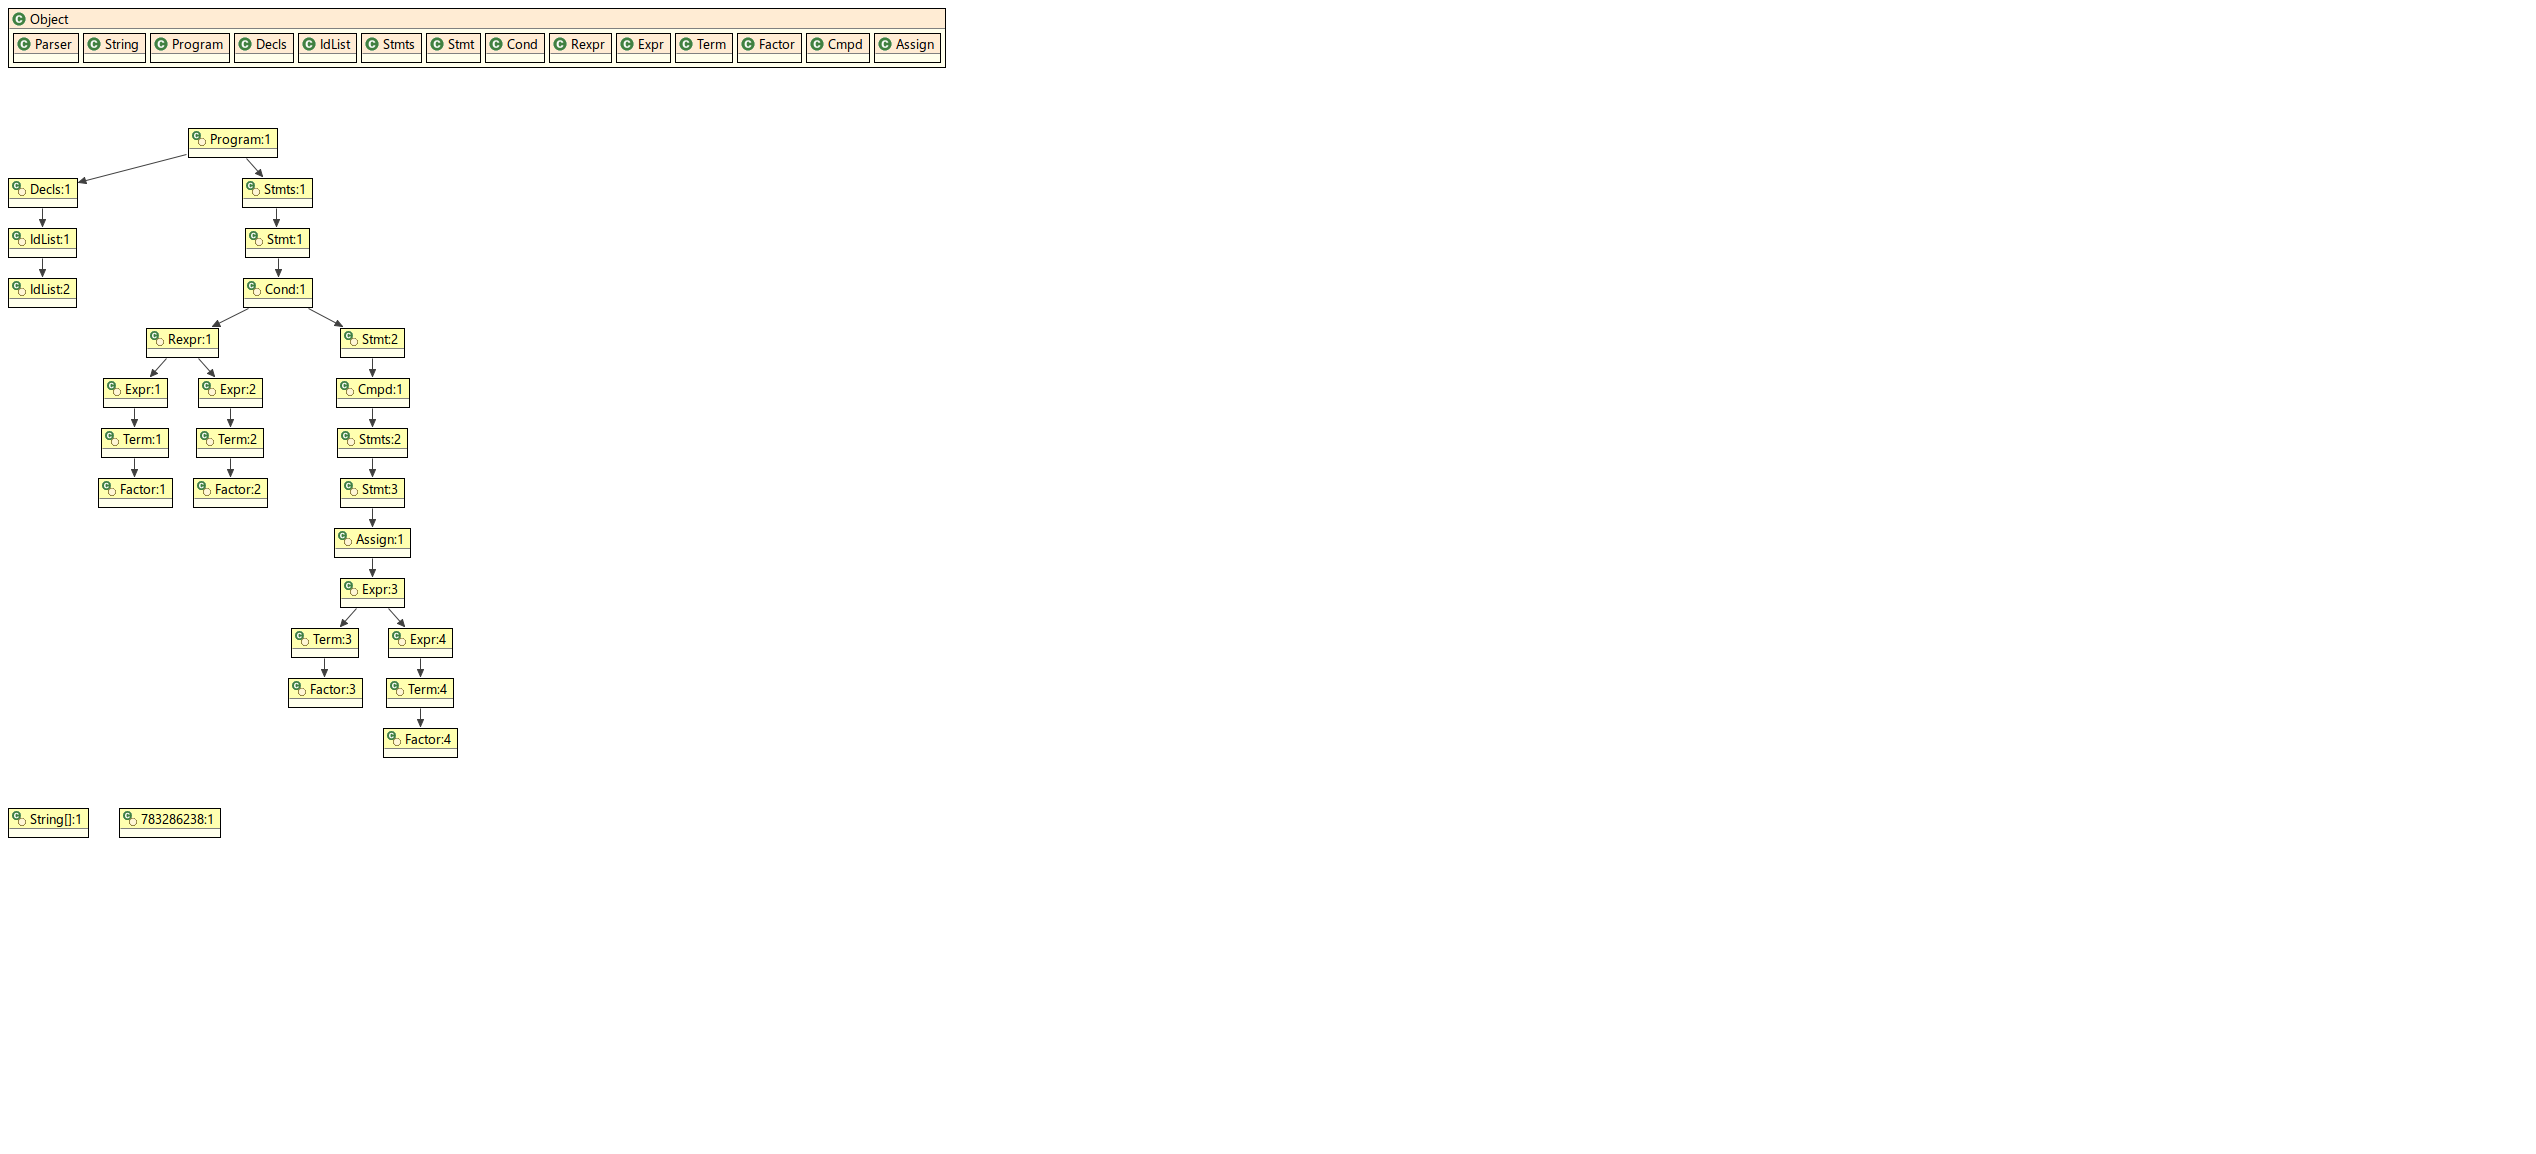 Object
Parser String Program Decls IdList Stmts Stmt Cond Rexpr Expr Term Factor Cmpd Assign
Program:1
Decls:1 Stmts:1
IdList:1 Stmt:1
IdList:2 Cond:1
Rexpr:1 Stmt:2
Expr:1 Expr:2 Cmpd:1
Term:1 Term:2 Stmts:2
Factor:1 Factor:2 Stmt:3
Assign:1
Expr:3
Term:3 Expr:4
Factor:3 Term:4
Factor:4
String[]:1 783286238:1